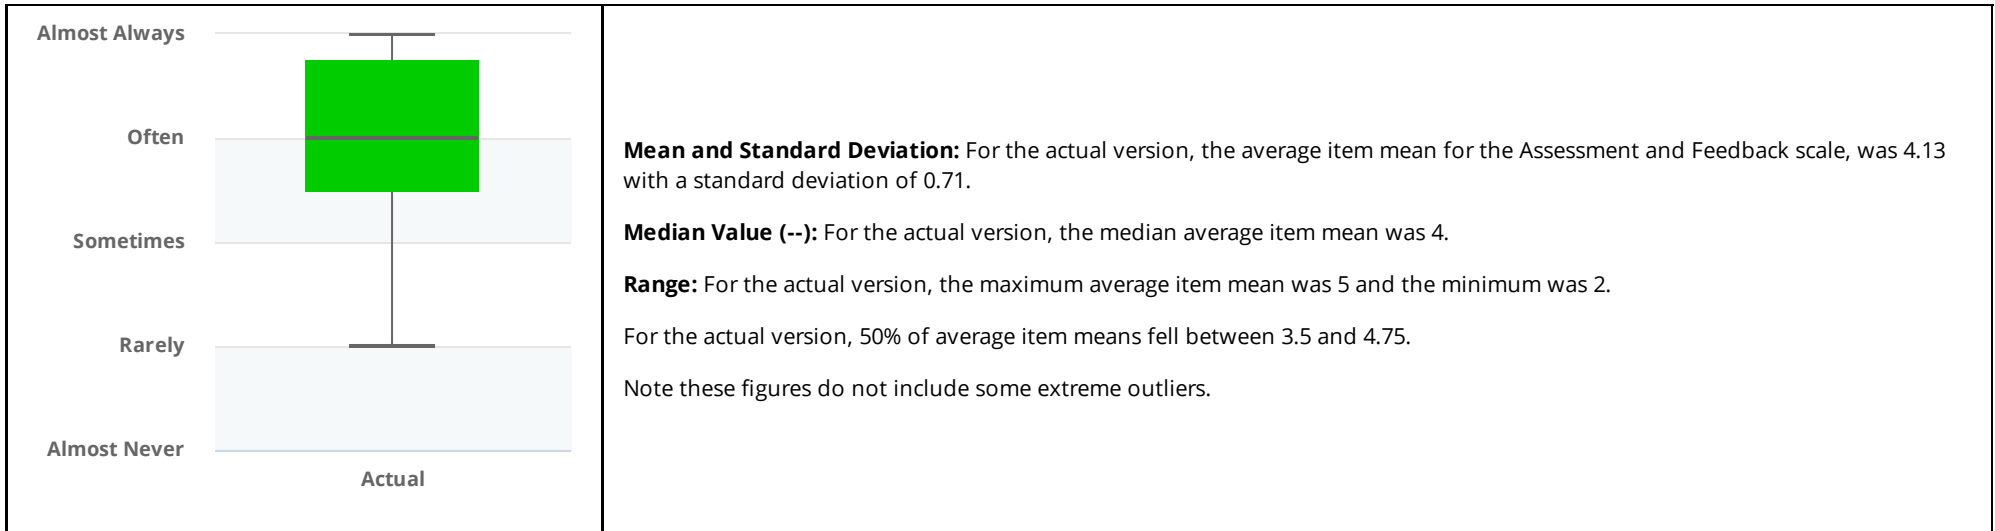 Almost Always
Often
Sometimes
Rarely
Almost Never
Actual
Mean and Standard Deviation: For the actual version, the average item mean for the Assessment and Feedback scale, was 4.13
with a standard deviation of 0.71.
Median Value (--): For the actual version, the median average item mean was 4.
Range: For the actual version, the maximum average item mean was 5 and the minimum was 2.
For the actual version, 50% of average item means fell between 3.5 and 4.75.
Note these figures do not include some extreme outliers.